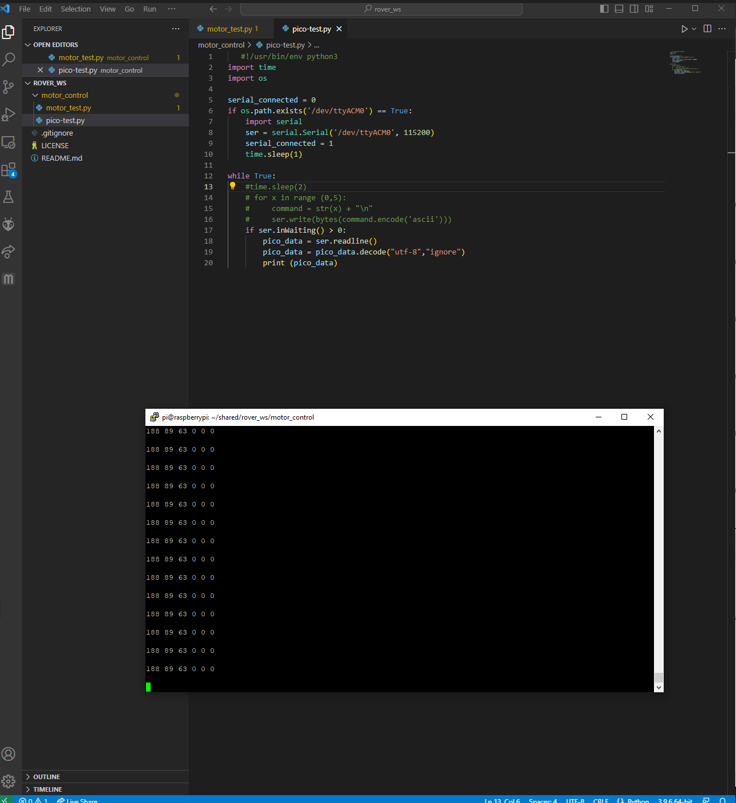 File Edit Selection View Go Run ··· rover_ws
EXPLORER ···
OPEN EDITORS
motor_test.py motor_control 1
pico-test.py motor_control
ROVER_WS
motor_control
motor_test.py 1
pico-test.py
.gitignore
LICENSE
README.md
4
OUTLINE
TIMELINE
motor_test.py 1 pico-test.py
motor_control > pico-test.py > ...
1 #!/usr/bin/env python3
2 import time
3 import os
4
5 serial_connected = 0
6 if os.path.exists('/dev/ttyACM0') == True:
7 import serial
8 ser = serial.Serial('/dev/ttyACM0', 115200)
9 serial_connected = 1
10 time.sleep(1)
11
12 while True:
13 #time.sleep(2)
14 # for x in range (0,5):
15 # command = str(x) + "\n"
16 # ser.write(bytes(command.encode('ascii')))
17 if ser.inWaiting() > 0:
18 pico_data = ser.readline()
19 pico_data = pico_data.decode("utf-8","ignore")
20 print (pico_data)
pi@raspberrypi: ~/shared/rover_ws/motor_control
188 89 63 0 0 0
188 89 63 0 0 0
188 89 63 0 0 0
188 89 63 0 0 0
188 89 63 0 0 0
188 89 63 0 0 0
188 89 63 0 0 0
188 89 63 0 0 0
188 89 63 0 0 0
188 89 63 0 0 0
188 89 63 0 0 0
188 89 63 0 0 0
188 89 63 0 0 0
188 89 63 0 0 0
0 1 Live Share Ln 13, Col 6 Spaces: 4 UTF-8 CRLF Python 3.9.6 64-bit